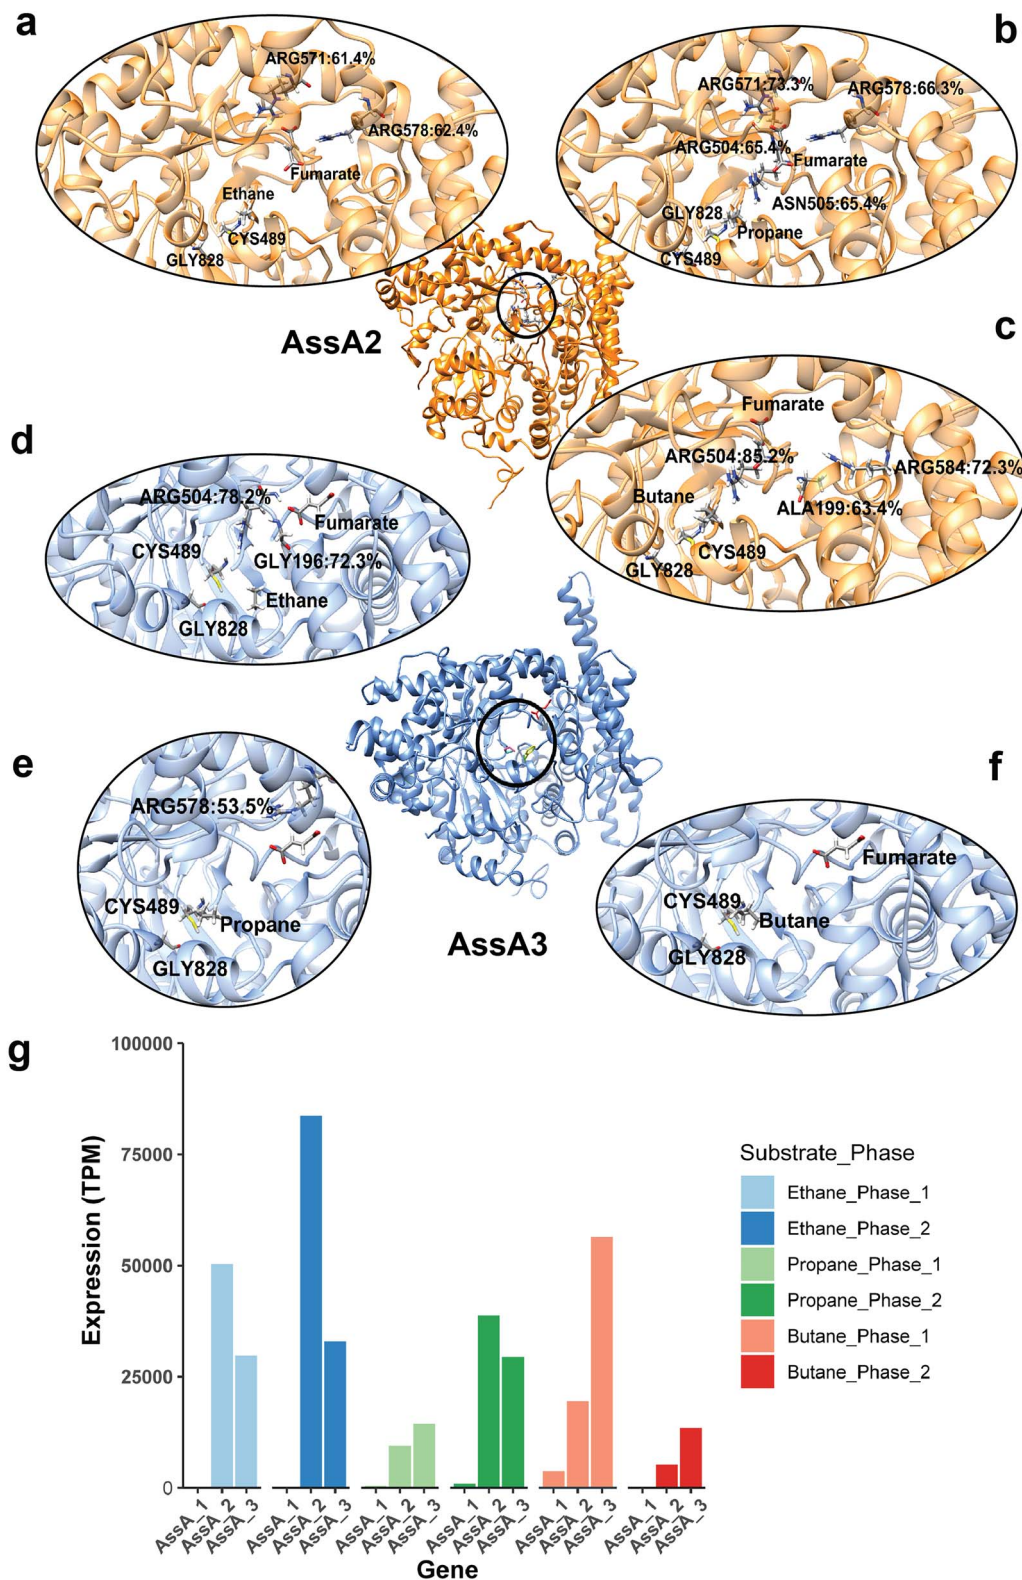 a
ARG571:61.4%
ARG578:62.4%
Fumarate
Ethane
CYS489
GLY828
b
ARG571:73.3%
ARG578:66.3%
ARG504:65.4%
Fumarate
ASN505:65.4%
GLY828
Propane
CYS489
AssA2
c
Fumarate
ARG504:85.2%
ARG584:72.3%
Butane
ALA199:63.4%
CYS489
GLY828
d
ARG504:78.2%
Fumarate
CYS489
GLY196:72.3%
Ethane
GLY828
e
ARG578:53.5%
CYS489
Propane
GLY828
AssA3
f
Fumarate
CYS489
Butane
GLY828
g
100000
75000
50000
25000
0
Expression (TPM)
AssA_1 AssA_2 AssA_3 AssA_1 AssA_2 AssA_3 AssA_1 AssA_2 AssA_3 AssA_1 AssA_2 AssA_3 AssA_1 AssA_2 AssA_3 AssA_1 AssA_2 AssA_3
Gene
Substrate_Phase
Ethane_Phase_1
Ethane_Phase_2
Propane_Phase_1
Propane_Phase_2
Butane_Phase_1
Butane_Phase_2